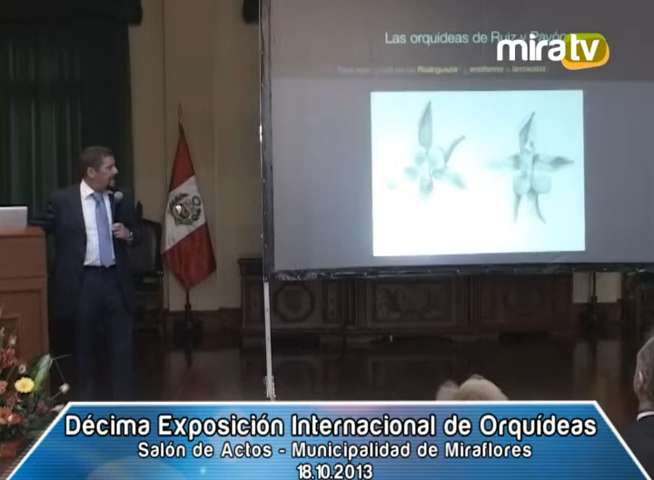 Las orquídeas de Ruiz y Pavón
miratv
Décima Exposición Internacional de Orquídeas
Salón de Actos - Municipalidad de Miraflores
18.10.2013